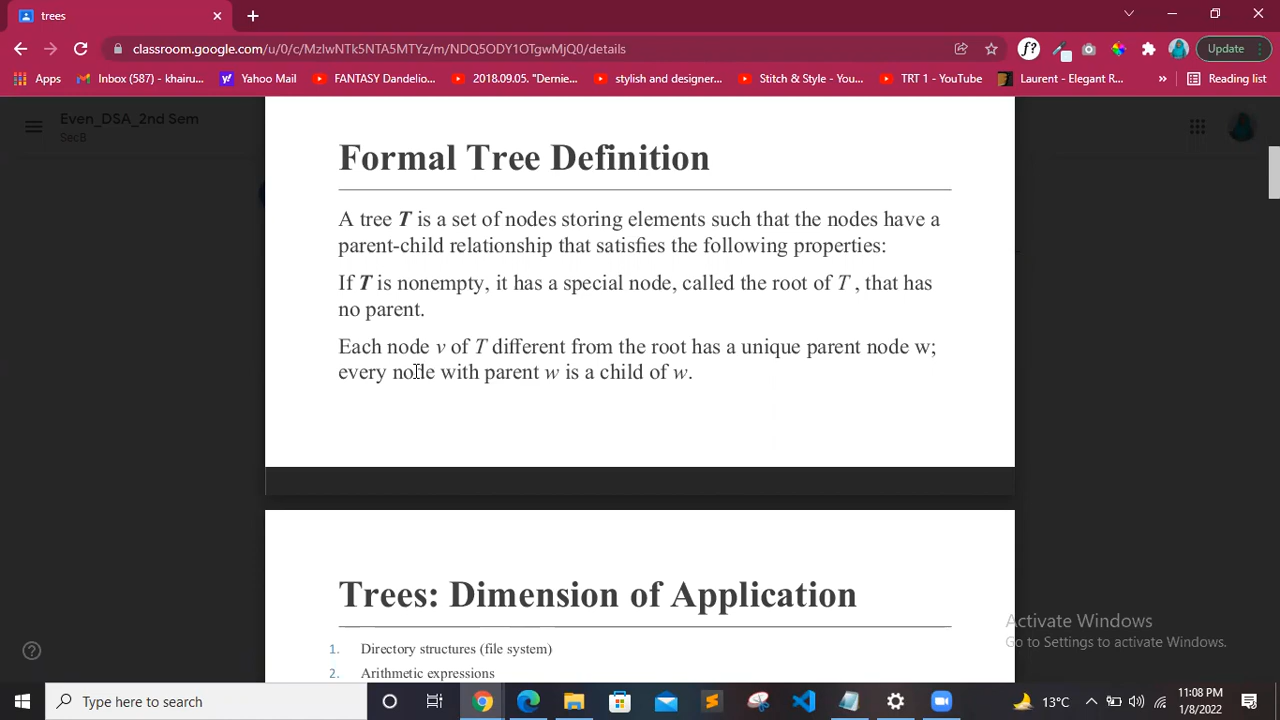 trees
classroom.google.com/u/0/c/MzIwNTk5NTA5MTYz/m/NDQ5ODY1OTgwMjQ0/details
Update
Apps
Inbox (587) - khairu...
Yahoo Mail
FANTASY Dandelio...
2018.09.05. "Dernie...
stylish and designer...
Stitch & Style - You...
TRT 1 - YouTube
Laurent - Elegant R...
Reading list
Even_DSA_2nd Sem
SecB
Formal Tree Definition
A tree T is a set of nodes storing elements such that the nodes have a
parent-child relationship that satisfies the following properties:
If T is nonempty, it has a special node, called the root of T , that has
no parent.
Each node v of T different from the root has a unique parent node w;
every node with parent w is a child of w.
Trees: Dimension of Application
1. Directory structures (file system)
2. Arithmetic expressions
Activate Windows
Go to Settings to activate Windows.
Type here to search
13°C
11:08 PM
1/8/2022